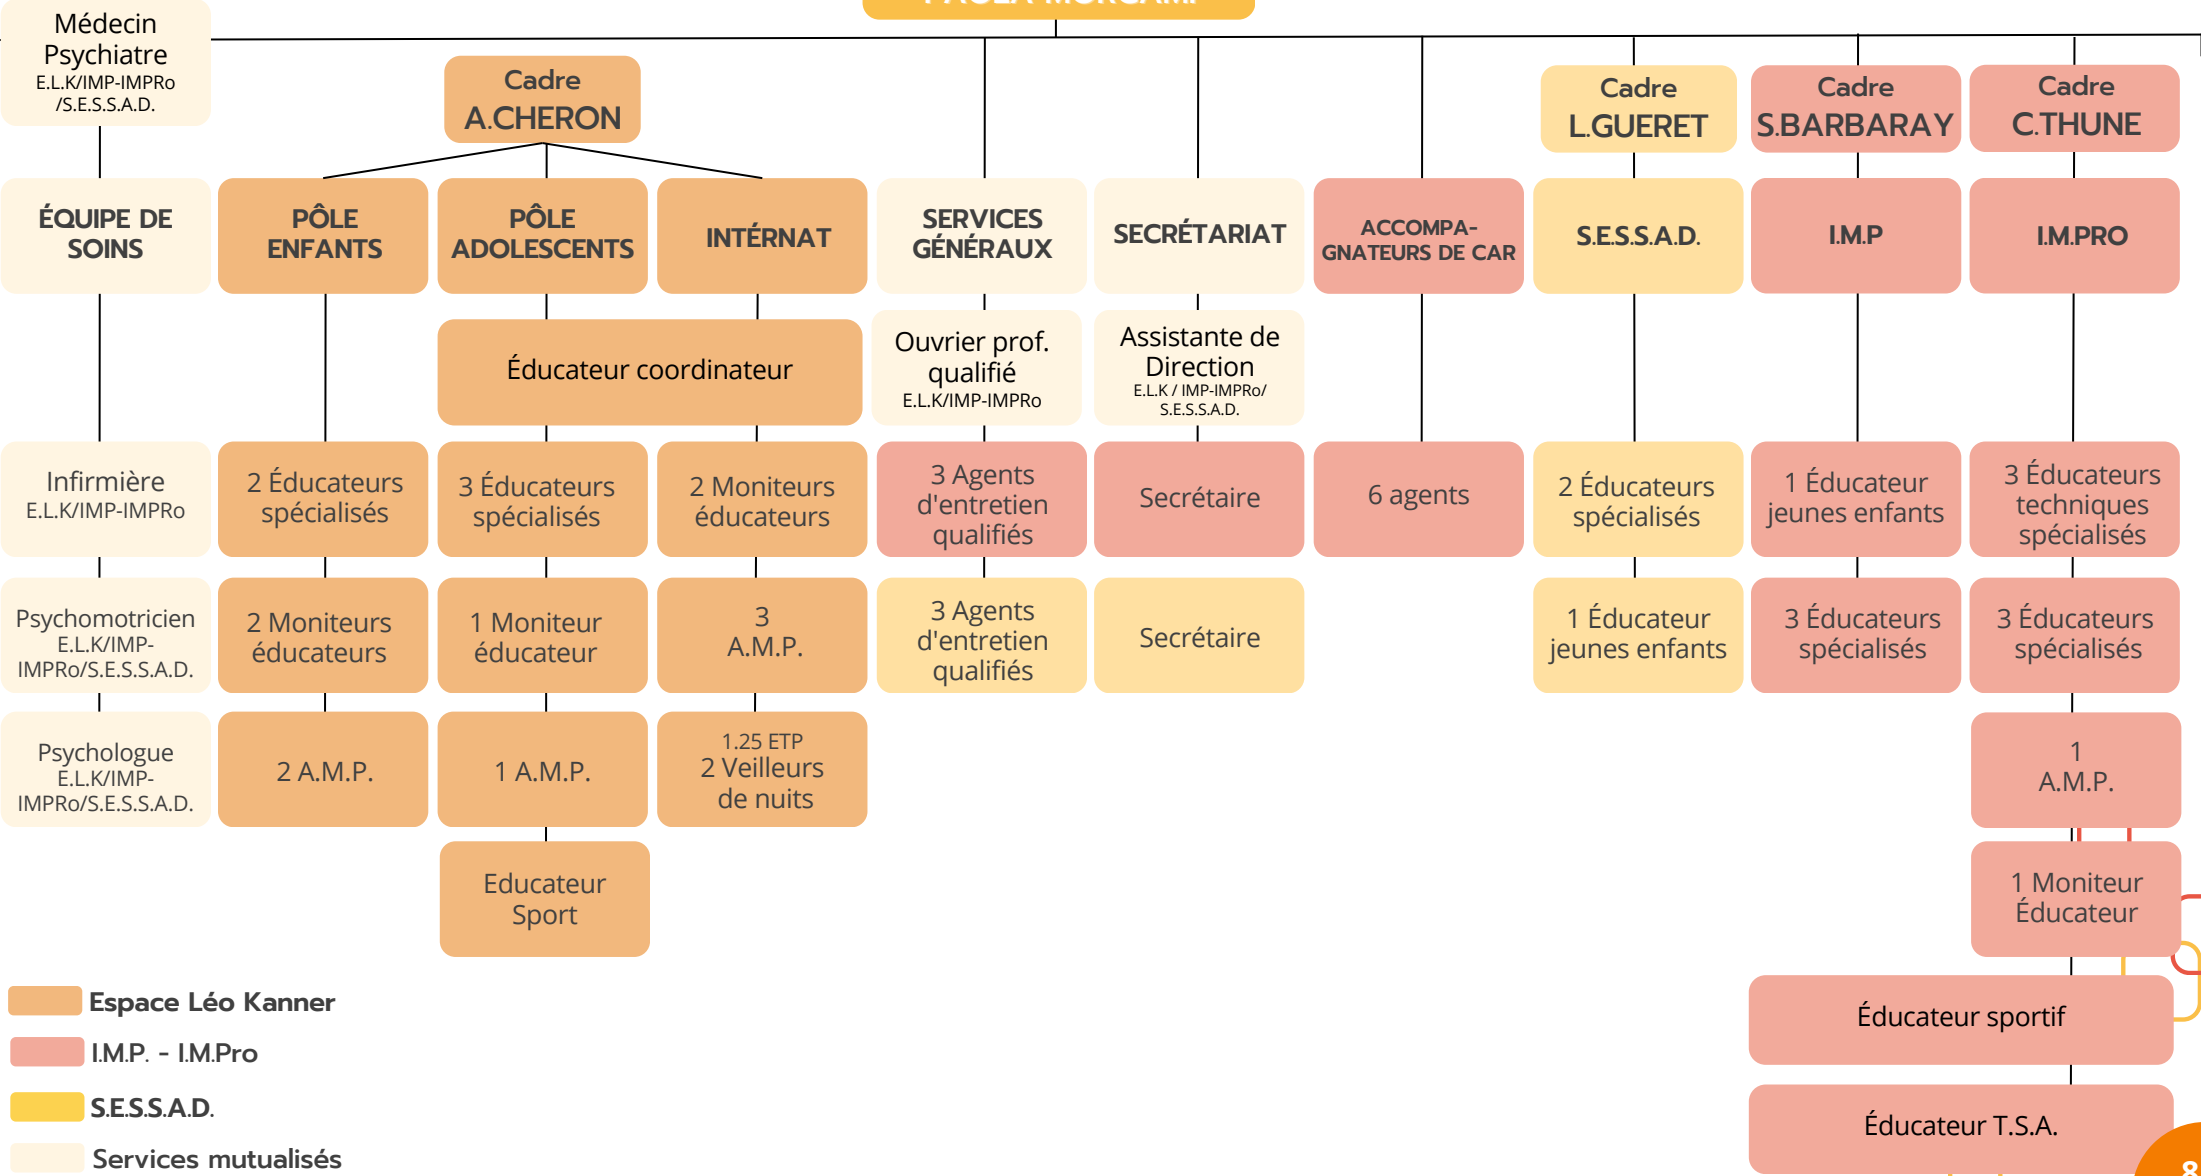 Médecin
Psychiatre
E.L.K/IMP-IMPRo
/S.E.S.S.A.D.
Cadre
A.CHERON
Cadre
L.GUERET
Cadre
S.BARBARAY
Cadre
C.THUNE
ÉQUIPE DE
SOINS
PÔLE
ENFANTS
PÔLE
ADOLESCENTS
INTÉRNAT
SERVICES
GÉNÉRAUX
SECRÉTARIAT
ACCOMPA-
GNATEURS DE CAR
S.E.S.S.A.D.
I.M.P
I.M.PRO
Éducateur coordinateur
Ouvrier prof.
qualifié
E.L.K/IMP-IMPRo
Assistante de
Direction
E.L.K / IMP-IMPRo/
S.E.S.S.A.D.
Infirmière
E.L.K/IMP-IMPRo
2 Éducateurs
spécialisés
3 Éducateurs
spécialisés
2 Moniteurs
éducateurs
3 Agents
d'entretien
qualifiés
Secrétaire
6 agents
2 Éducateurs
spécialisés
1 Éducateur
jeunes enfants
3 Éducateurs
techniques
spécialisés
Psychomotricien
E.L.K/IMP-
IMPRo/S.E.S.S.A.D.
2 Moniteurs
éducateurs
1 Moniteur
éducateur
3
A.M.P.
3 Agents
d'entretien
qualifiés
Secrétaire
1 Éducateur
jeunes enfants
3 Éducateurs
spécialisés
3 Éducateurs
spécialisés
Psychologue
E.L.K/IMP-
IMPRo/S.E.S.S.A.D.
2 A.M.P.
1 A.M.P.
1.25 ETP
2 Veilleurs
de nuits
1
A.M.P.
Educateur
Sport
1 Moniteur
Éducateur
Éducateur sportif
Éducateur T.S.A.
Espace Léo Kanner
I.M.P. - I.M.Pro
S.E.S.S.A.D.
Services mutualisés
8